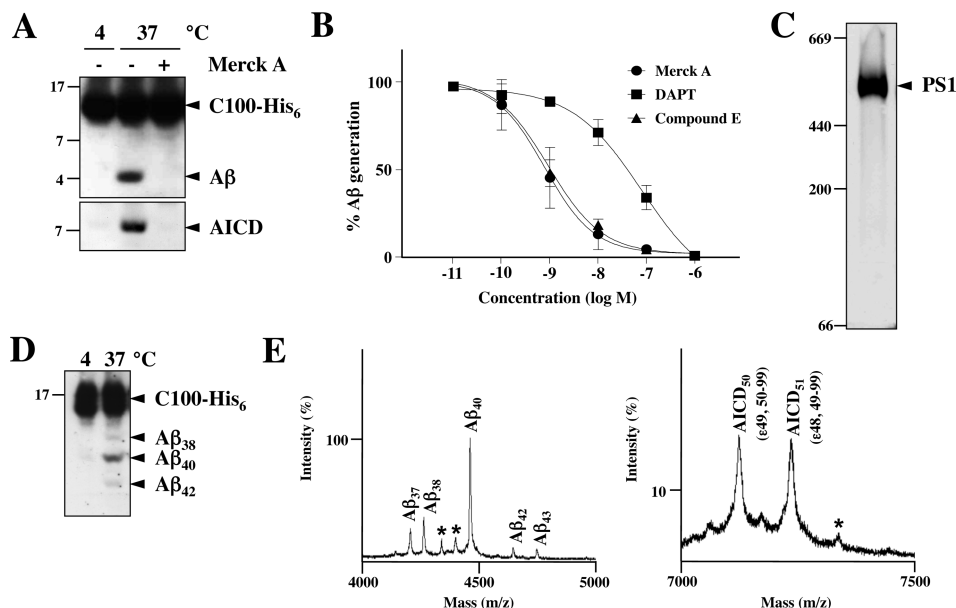 A
4 37 °C
- - + Merck A
17
C100-His6
7
4
Aβ
7
AICD
B
% Aβ generation
100
50
0
-11 -10 -9 -8 -7 -6
Concentration (log M)
Merck A
DAPT
Compound E
C
669
PS1
440
200
66
D
4 37 °C
17
C100-His6
Aβ38
Aβ40
Aβ42
E
Intensity (%)
100
Aβ37
Aβ38
* *
Aβ40
Aβ42
Aβ43
4000 4500 5000
Mass (m/z)
Intensity (%)
10
AICD50
(ε49, 50-99)
AICD51
(ε48, 49-99)
*
7000 7500
Mass (m/z)